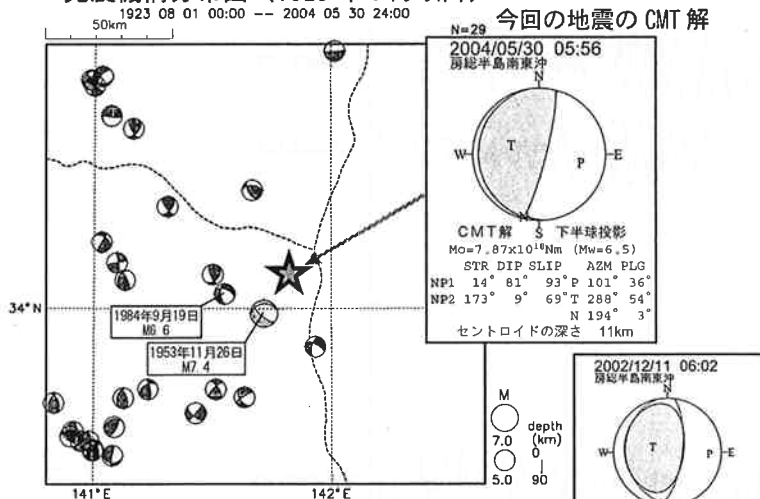 1923 08 01 00:00 -- 2004 05 30 24:00
50km
N=29
今回の地震の CMT 解
2004/05/30 05:56
房総半島南東沖
N
W
T
P
E
N
S
CMT解 下半球投影
Mo=7.87x10¹⁸Nm (Mw=6.5)
STR DIP SLIP AZM PLG
NP1 14° 81° 93° P 101° 36°
NP2 173° 9° 69° T 288° 54°
N 194° 3°
セントロイドの深さ 11km
34°N
1984年9月19日
M6 6
1953年11月26日
M7.4
141°E
142°E
M
7.0
5.0
depth
(km)
0
90
2002/12/11 06:02
房総半島南東沖
N
W
T
P
E